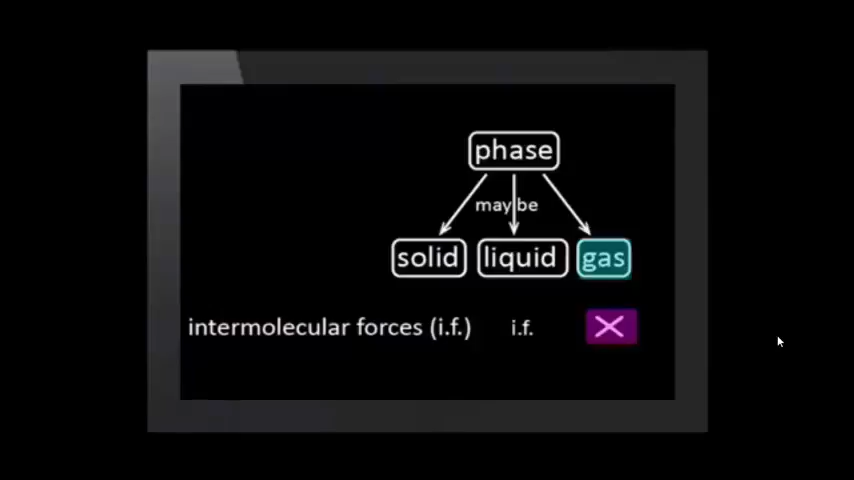 phase
may be
solid liquid gas
intermolecular forces (i.f.) i.f. X